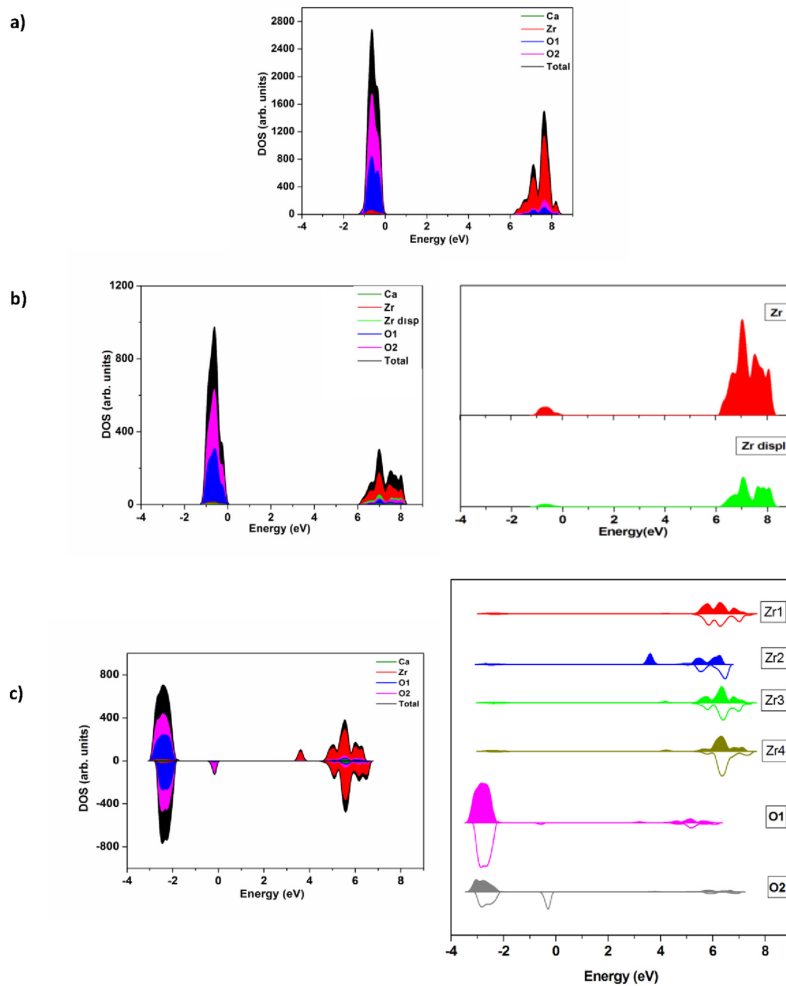 a)
2800
2400
2000
1600
1200
800
400
0
DOS (arb. units)
Ca
Zr
O1
O2
Total
-4 -2 0 2 4 6 8
Energy (eV)
b)
1200
800
400
0
DOS (arb. units)
Ca
Zr
Zr disp
O1
O2
Total
-4 -2 0 2 4 6 8
Energy (eV)
Zr
Zr displ
-4 -2 0 2 4 6 8
Energy(eV)
c)
800
400
0
-400
-800
DOS (arb. units)
Ca
Zr
O1
O2
Total
-4 -2 0 2 4 6 8
Energy (eV)
Zr1
Zr2
Zr3
Zr4
O1
O2
-4 -2 0 2 4 6 8
Energy (eV)